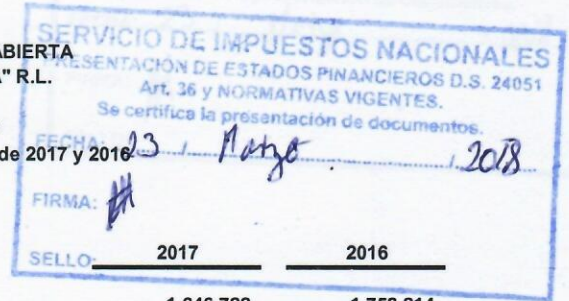 SERVICIO DE IMPUESTOS NACIONALES
ABIERTA
PRESENTACIÓN DE ESTADOS FINANCIEROS D.S. 24051
A" R.L.
Art. 36 y NORMATIVAS VIGENTES.
Se certifica la presentación de documentos.
de 2017 y 2016
FECHA: 23 / Marzo / 2018
FIRMA:
SELLO:
2017 2016